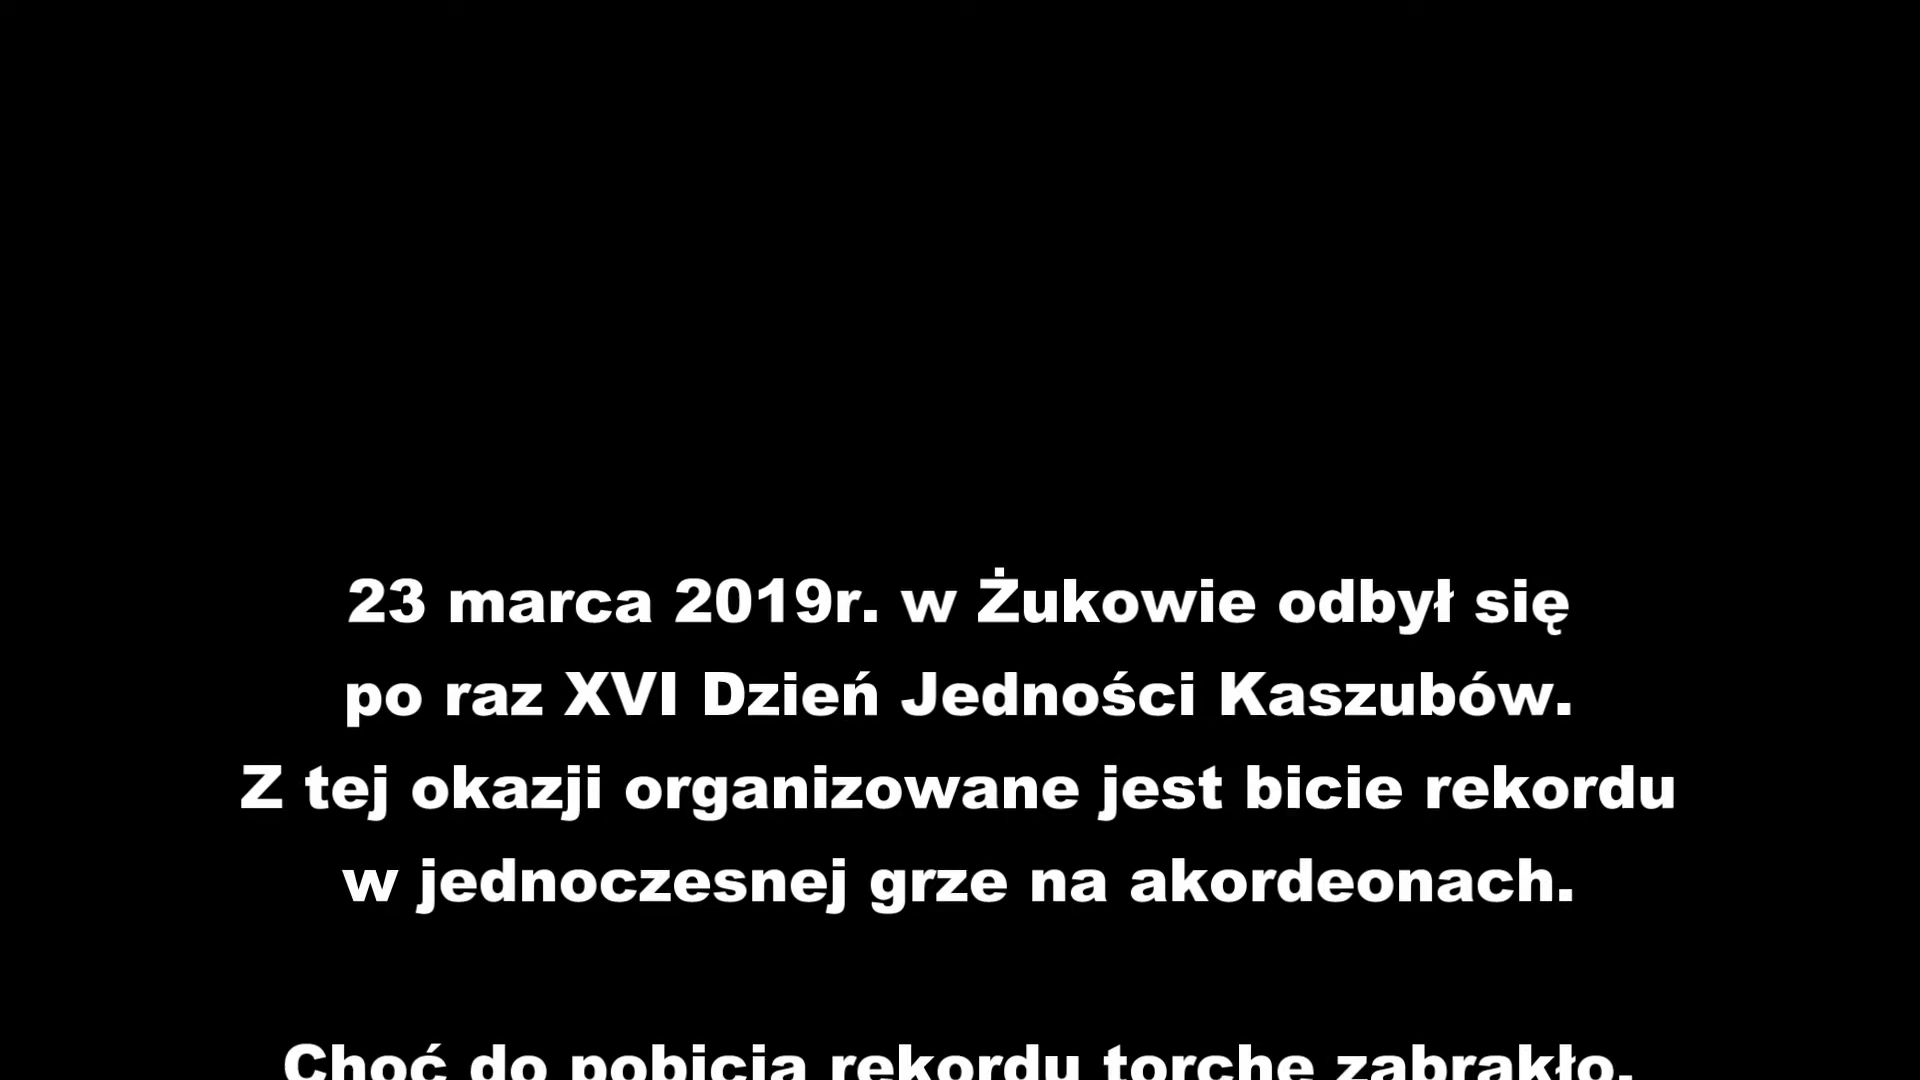 23 marca 2019r. w Żukowie odbył się
po raz XVI Dzień Jedności Kaszubów.
Z tej okazji organizowane jest bicie rekordu
w jednoczesnej grze na akordeonach.
Choć do pobicia rekordu torchę zabrakło,